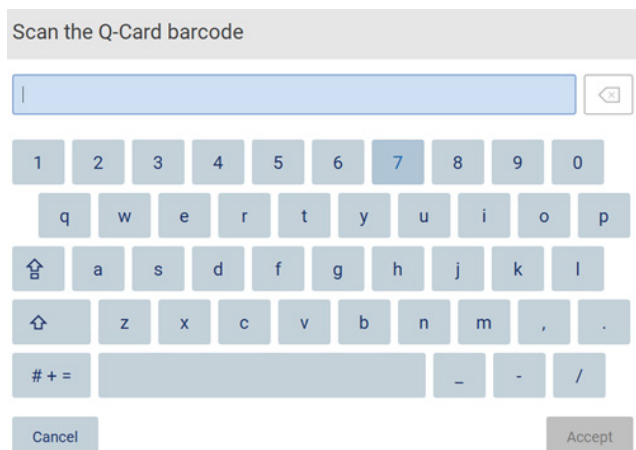 Scan the Q-Card barcode
1 2 3 4 5 6 7 8 9 0
q w e r t y u i o p
a s d f g h j k l
z x c v b n m , .
# + = _ - /
Cancel Accept